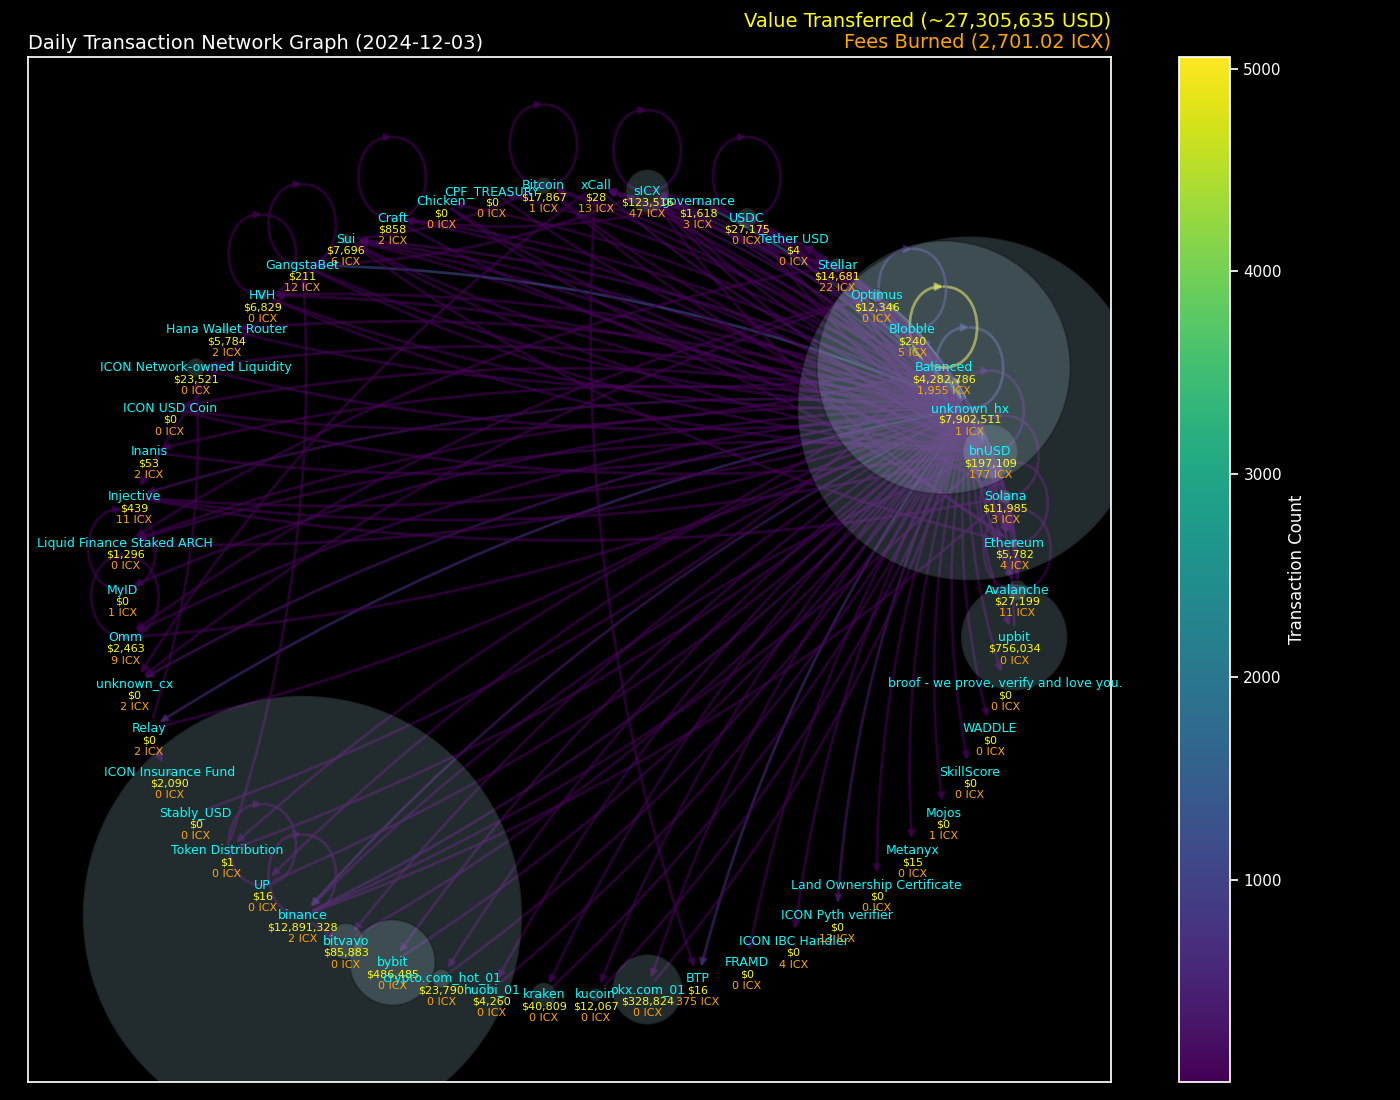 Value Transferred (~27,305,635 USD)
Daily Transaction Network Graph (2024-12-03)
Fees Burned (2,701.02 ICX)
Bitcoin
$17,867
1 ICX
xCall
$28
13 ICX
sICX
$123,516
47 ICX
governance
$1,618
3 ICX
USDC
$27,175
0 ICX
Tether USD
$4
0 ICX
Stellar
$14,681
22 ICX
Optimus
$12,346
0 ICX
Blobble
$240
5 ICX
Balanced
$4,282,786
1,955 ICX
unknown_hx
$7,902,511
1 ICX
bnUSD
$197,109
177 ICX
Solana
$11,985
3 ICX
Ethereum
$5,782
4 ICX
Avalanche
$27,199
11 ICX
upbit
$756,034
0 ICX
broof - we prove, verify and love you.
$0
0 ICX
WADDLE
$0
0 ICX
SkillScore
$0
0 ICX
Mojos
$0
1 ICX
Metanyx
$15
0 ICX
Land Ownership Certificate
$0
0 ICX
ICON Pyth verifier
$0
13 ICX
ICON IBC Handler
$0
4 ICX
FRAMD
$0
0 ICX
BTP
$16
375 ICX
okx.com_01
$328,824
0 ICX
kucoin
$12,067
0 ICX
kraken
$40,809
0 ICX
huobi_01
$4,260
0 ICX
crypto.com_hot_01
$23,790
0 ICX
bybit
$486,485
0 ICX
bitvavo
$85,883
0 ICX
binance
$12,891,328
2 ICX
UP
$16
0 ICX
Token Distribution
$1
0 ICX
Stably_USD
$0
0 ICX
ICON Insurance Fund
$2,090
0 ICX
Relay
$0
2 ICX
unknown_cx
$0
2 ICX
Omm
$2,463
9 ICX
MyID
$0
1 ICX
Liquid Finance Staked ARCH
$1,296
0 ICX
Injective
$439
11 ICX
Inanis
$53
2 ICX
ICON USD Coin
$0
0 ICX
ICON Network-owned Liquidity
$23,521
0 ICX
Hana Wallet Router
$5,784
2 ICX
HVH
$6,829
0 ICX
GangstaBet
$211
12 ICX
Sui
$7,696
6 ICX
Craft
$858
2 ICX
Chicken
$0
0 ICX
CPF_TREASURY
$0
0 ICX
5000
4000
3000
2000
1000
Transaction Count